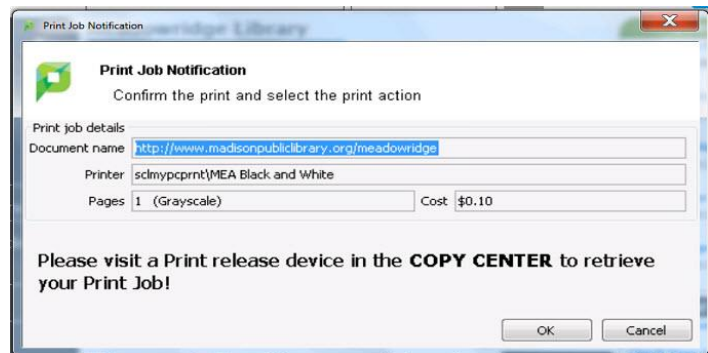 Print Job Notification
Print Job Notification
Confirm the print and select the print action
Print job details
Document name http://www.madisonpubliclibrary.org/meadowridge
Printer sclmypcprnt\MEA Black and White
Pages 1 (Grayscale) Cost $0.10
Please visit a Print release device in the COPY CENTER to retrieve
your Print Job!
OK Cancel